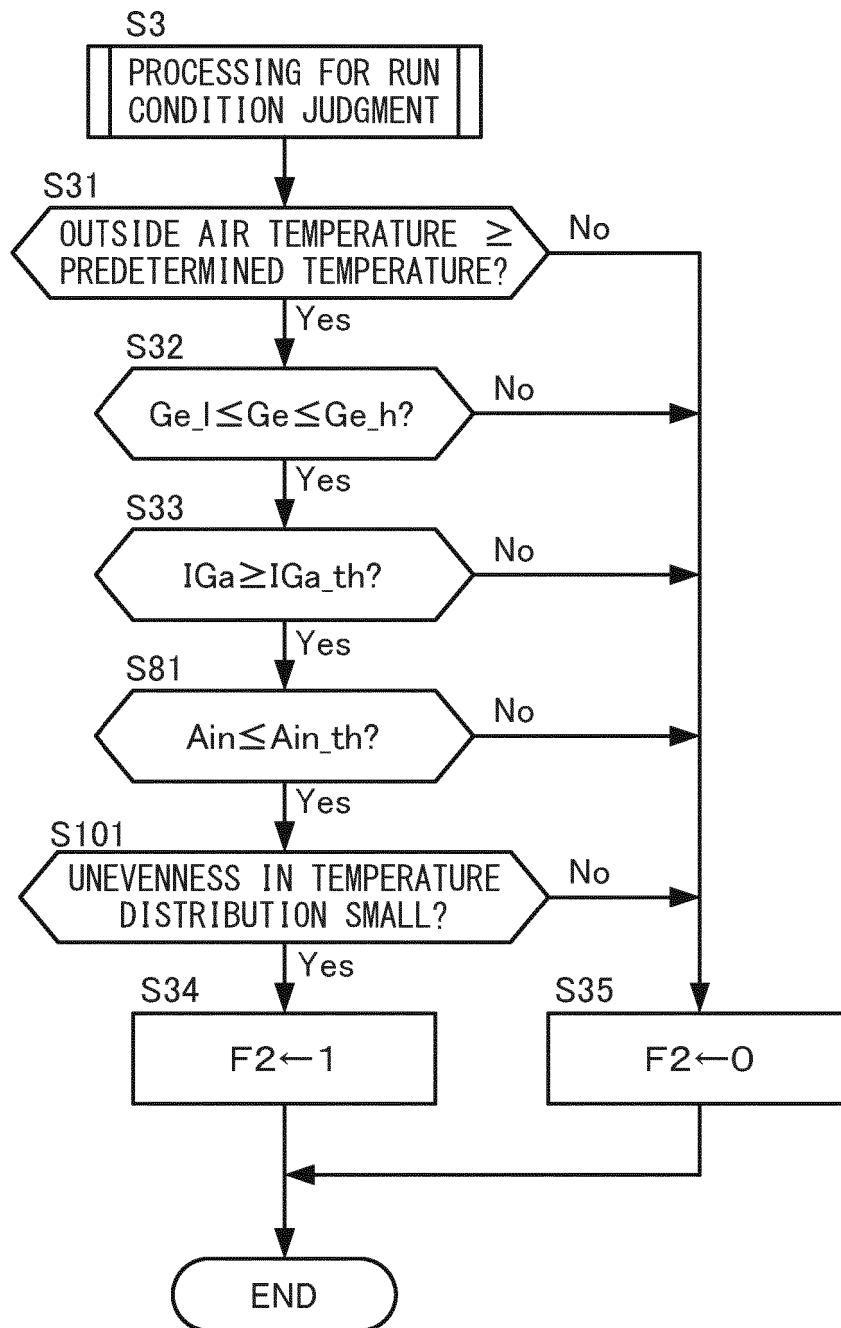 S3
PROCESSING FOR RUN
CONDITION JUDGMENT
S31
OUTSIDE AIR TEMPERATURE ≥
PREDETERMINED TEMPERATURE?
No
Yes
S32
Ge_l≤Ge≤Ge_h?
No
Yes
S33
IGa≥IGa_th?
No
Yes
S81
Ain≤Ain_th?
No
Yes
S101
UNEVENNESS IN TEMPERATURE
DISTRIBUTION SMALL?
No
Yes
S34
F2←1
S35
F2←0
END